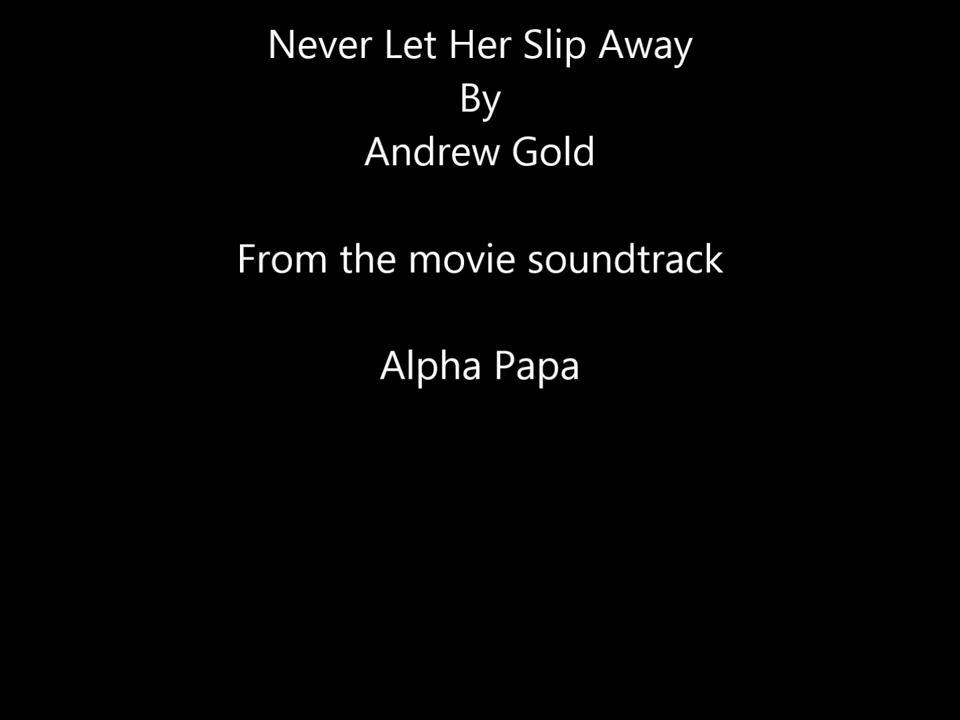 Never Let Her Slip Away
By
Andrew Gold
From the movie soundtrack
Alpha Papa